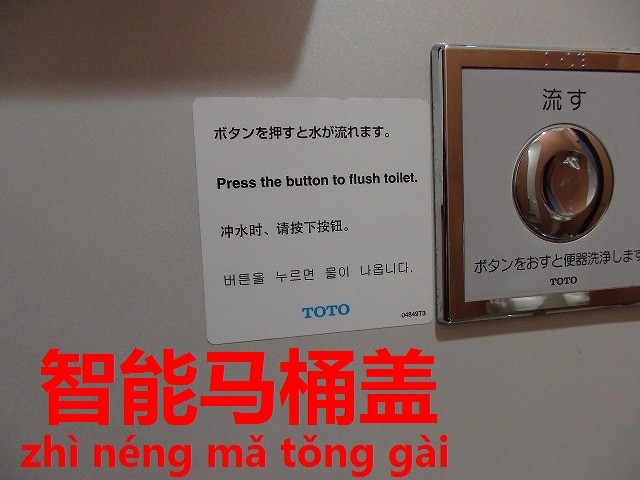 ボタンを押すと水が流れます。
Press the button to flush toilet.
冲水时、请按下按钮。
버튼을 누르면 물이 나옵니다.
TOTO
04849T3
流す
ボタンをおすと便器洗浄します
TOTO
智能马桶盖
zhì néng mǎ tǒng gài